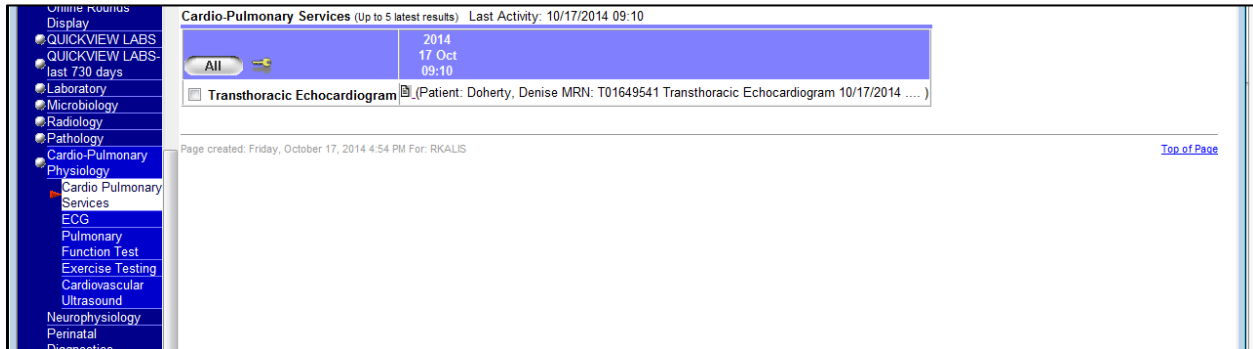 Online Rounds
Display
QUICKVIEW LABS
QUICKVIEW LABS-
last 730 days
Laboratory
Microbiology
Radiology
Pathology
Cardio-Pulmonary
Physiology
Cardio Pulmonary
Services
ECG
Pulmonary
Function Test
Exercise Testing
Cardiovascular
Ultrasound
Neurophysiology
Perinatal
Diagnostics
Cardio-Pulmonary Services (Up to 5 latest results) Last Activity: 10/17/2014 09:10
2014
17 Oct
09:10
All
Transthoracic Echocardiogram (Patient: Doherty, Denise MRN: T01649541 Transthoracic Echocardiogram 10/17/2014 .... )
Page created: Friday, October 17, 2014 4:54 PM For: RKALIS
Top of Page